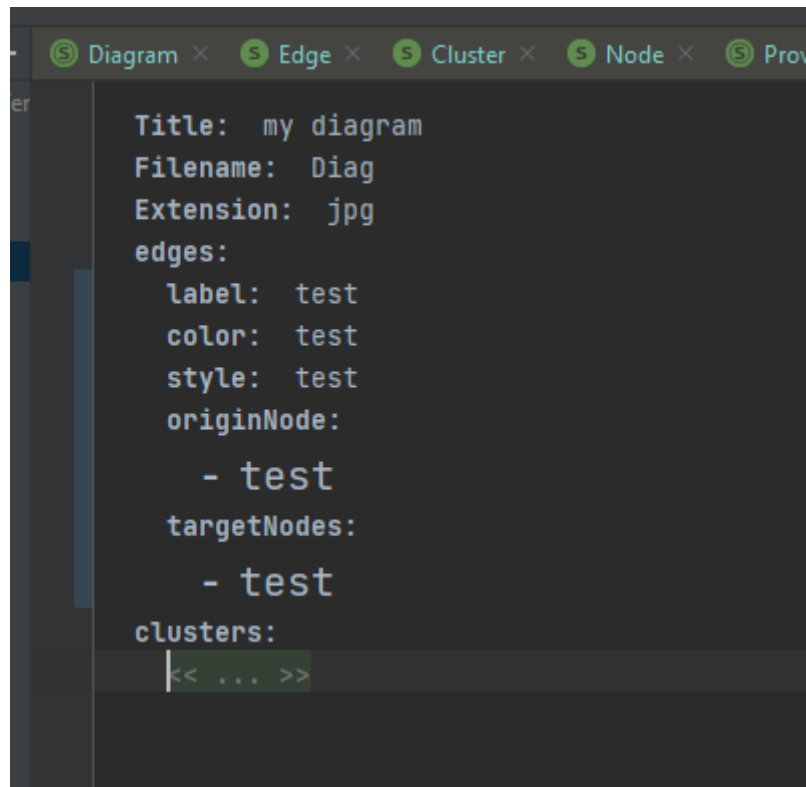 S Diagram × S Edge × S Cluster × S Node × S Prov
er
Title: my diagram
Filename: Diag
Extension: jpg
edges:
label: test
color: test
style: test
originNode:
- test
targetNodes:
- test
clusters:
<< ... >>